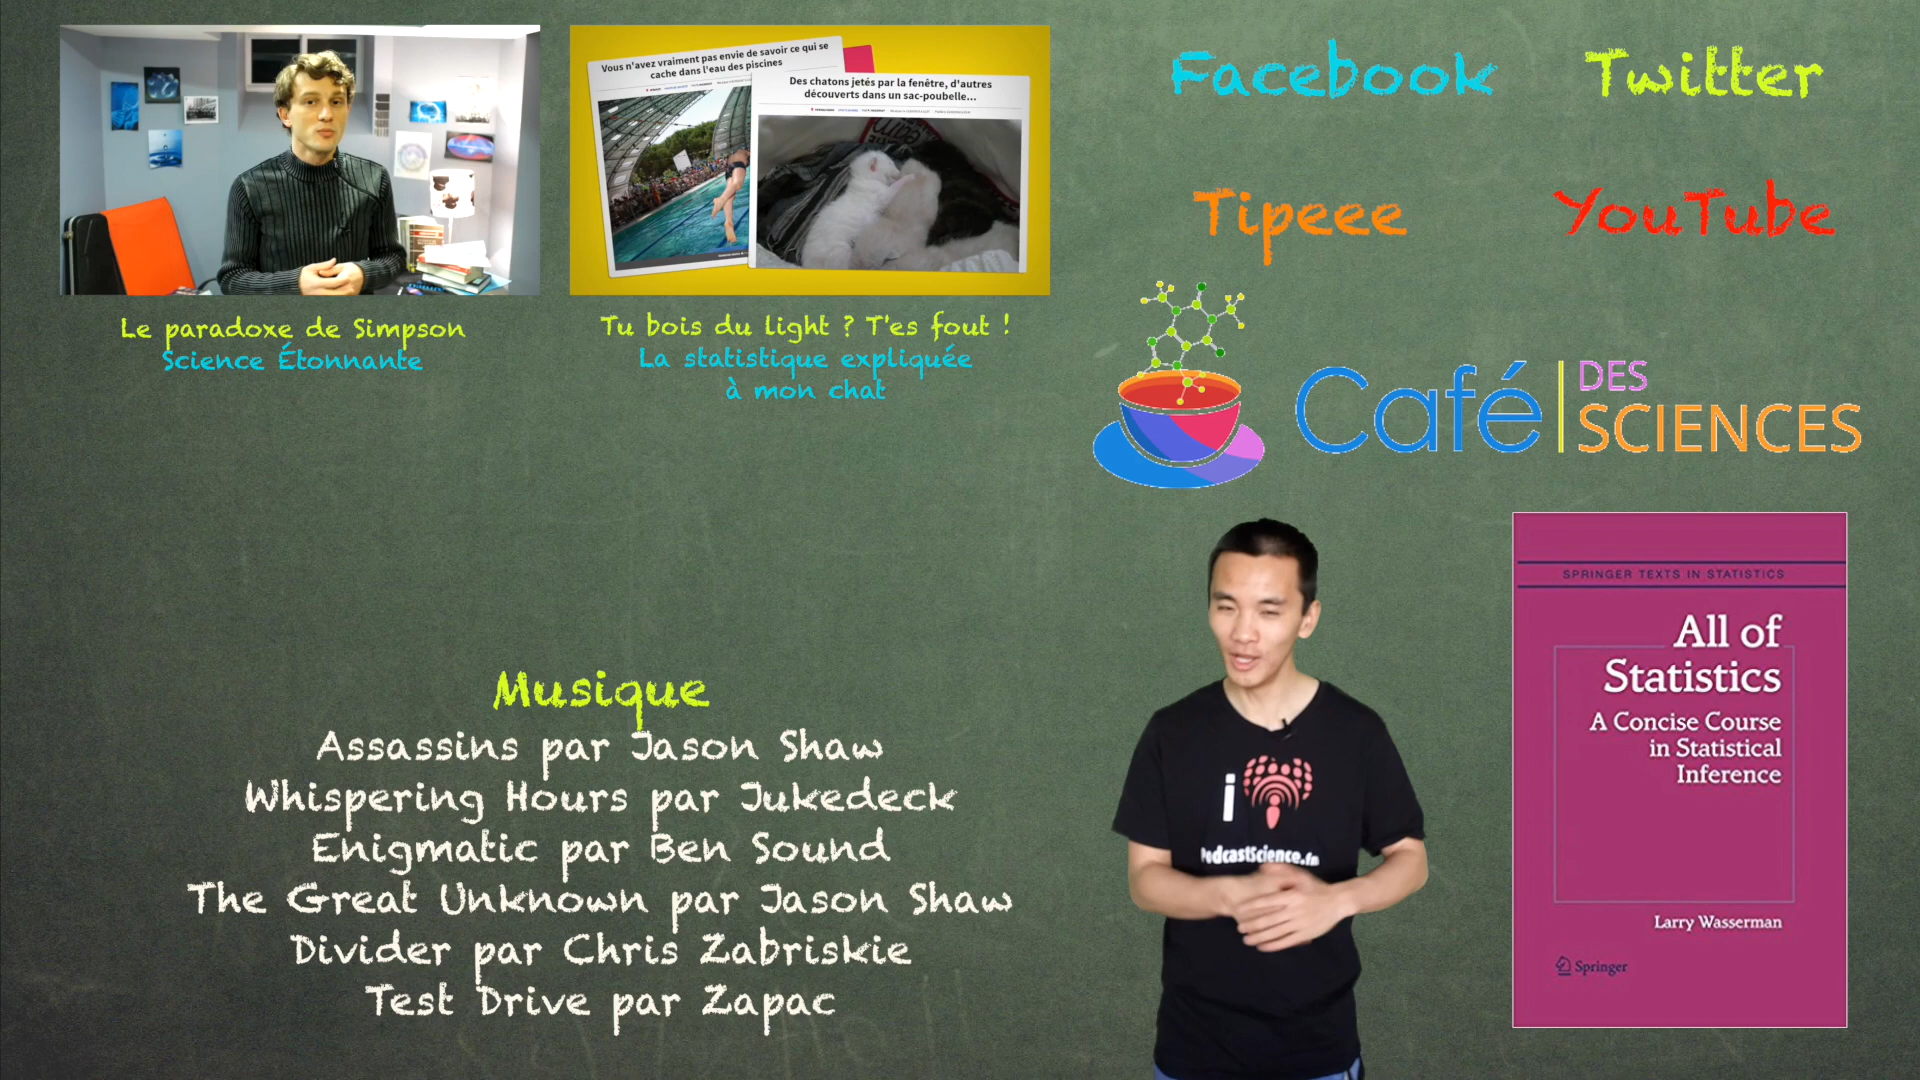 Vous n'avez vraiment pas envie de savoir ce qui se
cache dans l'eau des piscines
Des chatons jetés par la fenêtre, d'autres
découverts dans un sac-poubelle...
Le paradoxe de Simpson
Science Étonnante
Tu bois du light ? T'es fout !
La statistique expliquée
à mon chat
Facebook
Twitter
Tipeee
YouTube
Café
DES
SCIENCES
Musique
Assassins par Jason Shaw
Whispering Hours par Jukedeck
Enigmatic par Ben Sound
The Great Unknown par Jason Shaw
Divider par Chris Zabriskie
Test Drive par Zapac
i
PodcastScience.fm
SPRINGER TEXTS IN STATISTICS
All of
Statistics
A Concise Course
in Statistical
Inference
Larry Wasserman
Springer